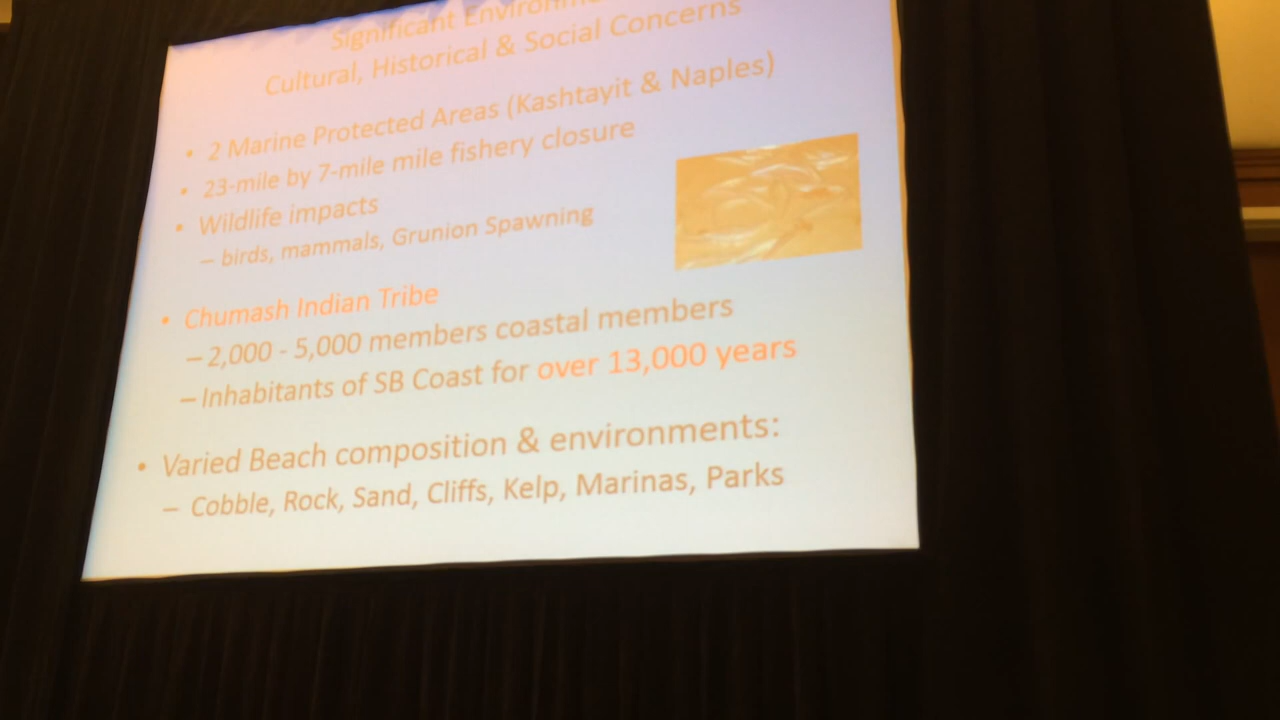 Significant
Cultural, Historical & Social Concerns
• 2 Marine Protected Areas (Kashtayit & Naples)
• 23-mile by 7-mile mile fishery closure
• Wildlife impacts
– birds, mammals, Grunion Spawning
• Chumash Indian Tribe
– 2,000 - 5,000 members coastal members
– Inhabitants of SB Coast for over 13,000 years
• Varied Beach composition & environments:
– Cobble, Rock, Sand, Cliffs, Kelp, Marinas, Parks